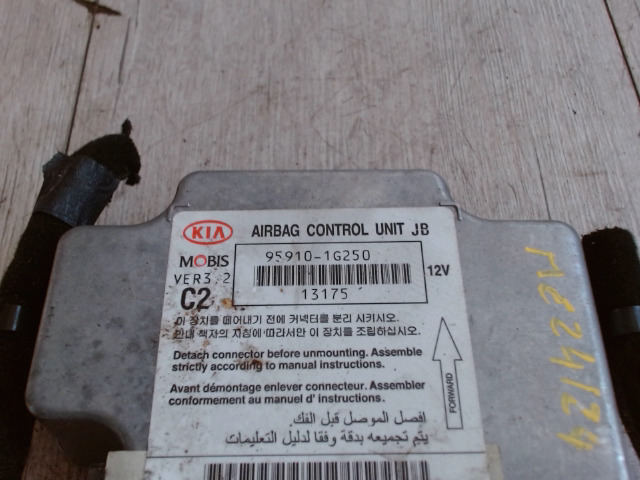 KIA
AIRBAG CONTROL UNIT JB
MOBIS
95910-1G250
12V
VER3.2
C2
13175
이 장치를 떼어내기 전에 커넥터를 분리 시키시오.
안내 책자의 지침에 따라서만 이 장치를 조립하십시오.
Detach connector before unmounting. Assemble
strictly according to manual instructions.
Avant démontage enlever connecteur. Assembler
conformement au manuel d' instructions.
FORWARD
افصل الموصل قبل الفك.
يتم تجميعه بدقة وفقا لدليل التعليمات